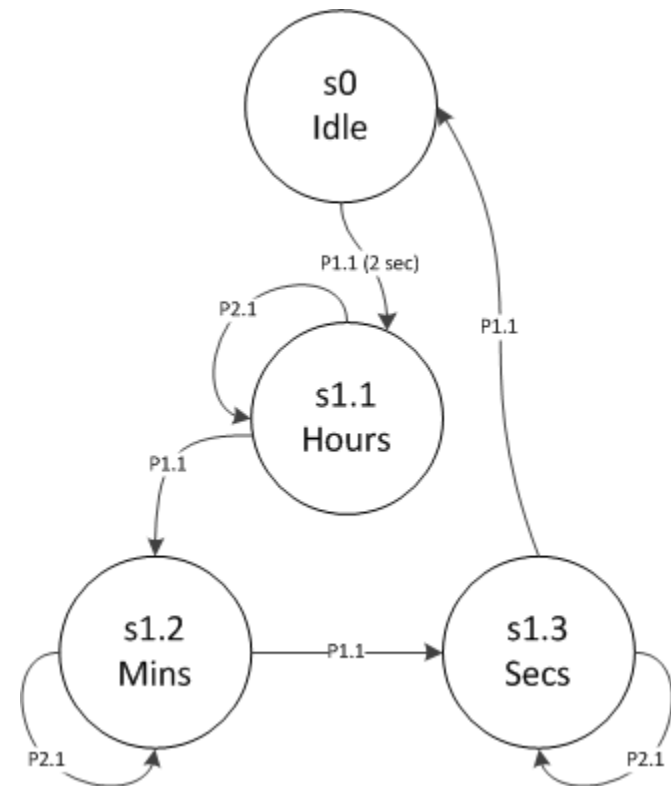 s0
Idle
P1.1 (2 sec)
P2.1
P1.1
s1.1
Hours
P1.1
s1.2
Mins
P1.1
s1.3
Secs
P2.1
P2.1